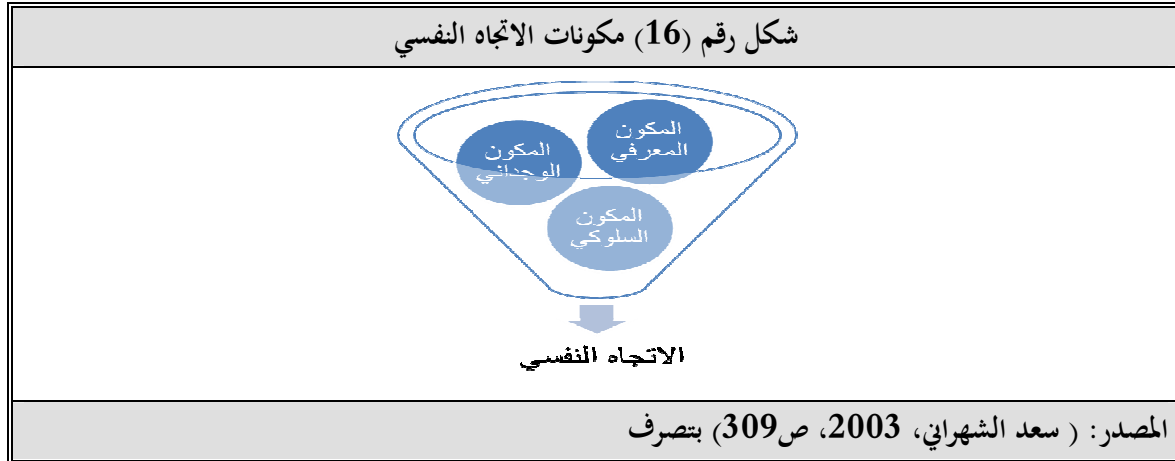 شكل رقم (16) مكونات الاتجاه النفسي
المكون
المعرفي
المكون
الوجداني
المكون
السلوكي
الاتجاه النفسي
المصدر: ( سعد الشهراني، 2003، ص309) بتصرف